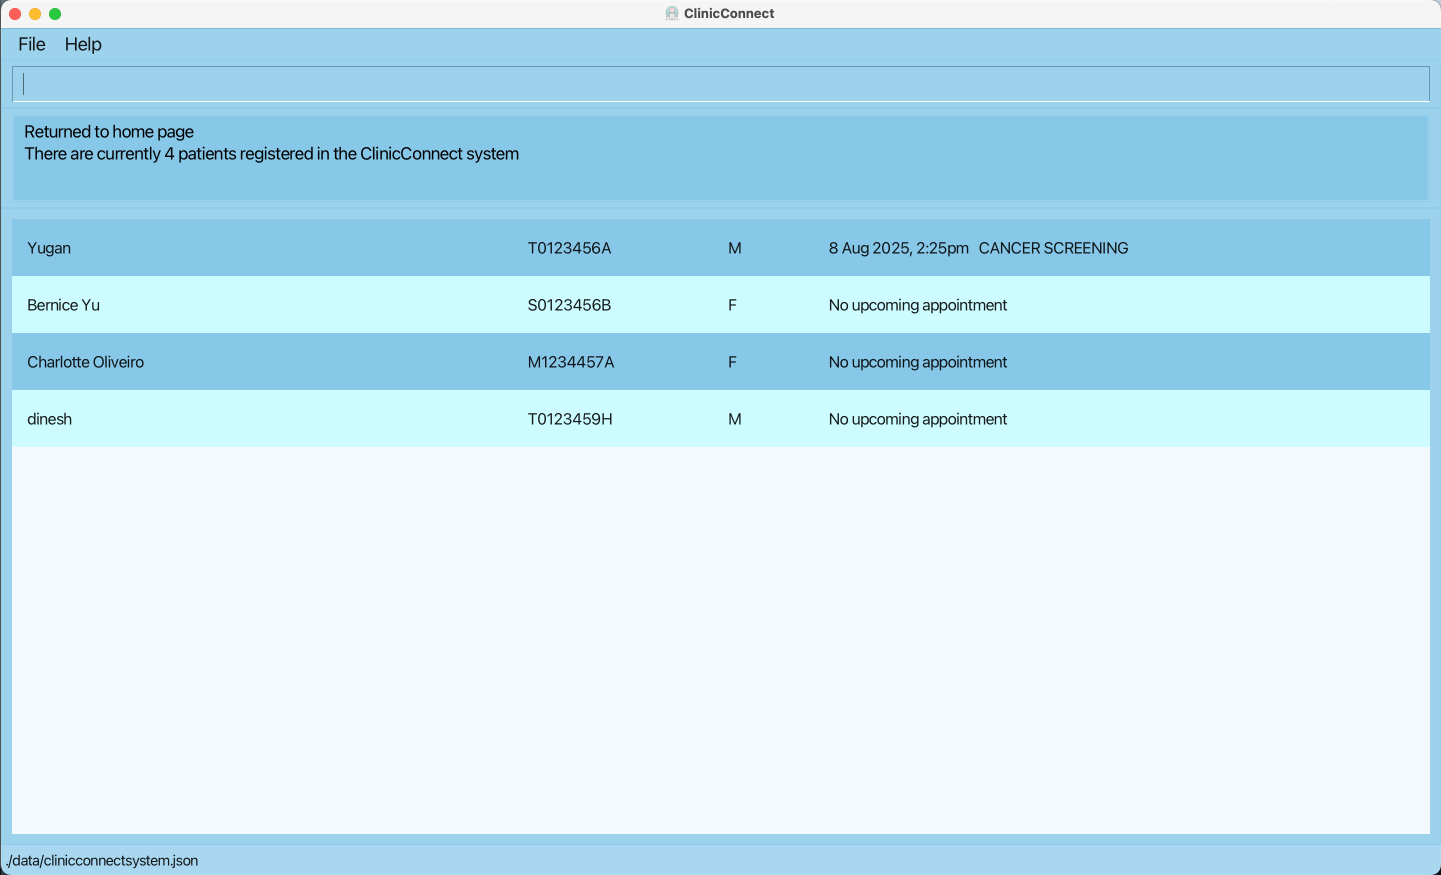 ClinicConnect
File Help
Returned to home page
There are currently 4 patients registered in the ClinicConnect system
Yugan T0123456A M 8 Aug 2025, 2:25pm CANCER SCREENING
Bernice Yu S0123456B F No upcoming appointment
Charlotte Oliveiro M1234457A F No upcoming appointment
dinesh T0123459H M No upcoming appointment
./data/clinicconnectsystem.json